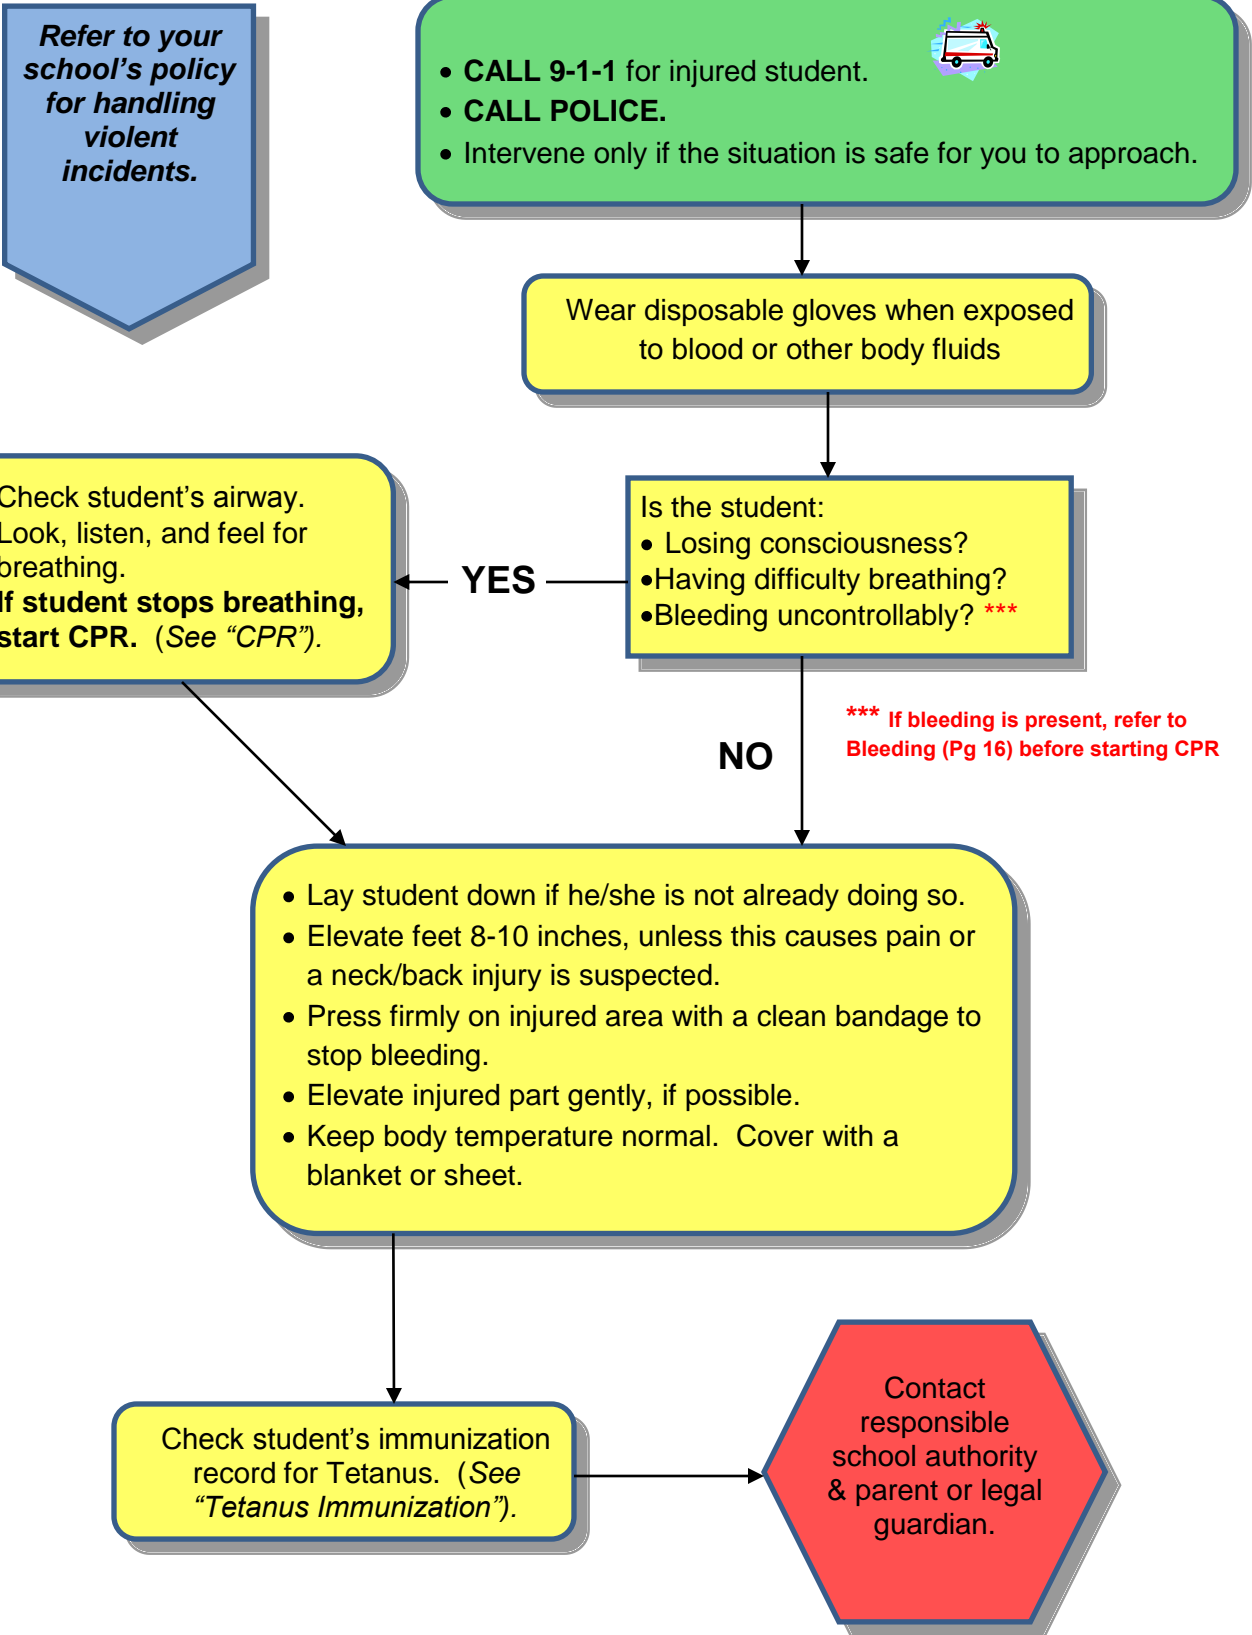 Refer to your
school’s policy
for handling
violent
incidents.
• CALL 9-1-1 for injured student.
• CALL POLICE.
• Intervene only if the situation is safe for you to approach.
Wear disposable gloves when exposed
to blood or other body fluids
Is the student:
• Losing consciousness?
•Having difficulty breathing?
•Bleeding uncontrollably? ***
YES
Check student’s airway.
Look, listen, and feel for
breathing.
If student stops breathing,
start CPR. (See “CPR”).
NO
*** If bleeding is present, refer to
Bleeding (Pg 16) before starting CPR
• Lay student down if he/she is not already doing so.
• Elevate feet 8-10 inches, unless this causes pain or
a neck/back injury is suspected.
• Press firmly on injured area with a clean bandage to
stop bleeding.
• Elevate injured part gently, if possible.
• Keep body temperature normal. Cover with a
blanket or sheet.
Check student’s immunization
record for Tetanus. (See
“Tetanus Immunization”).
Contact
responsible
school authority
& parent or legal
guardian.